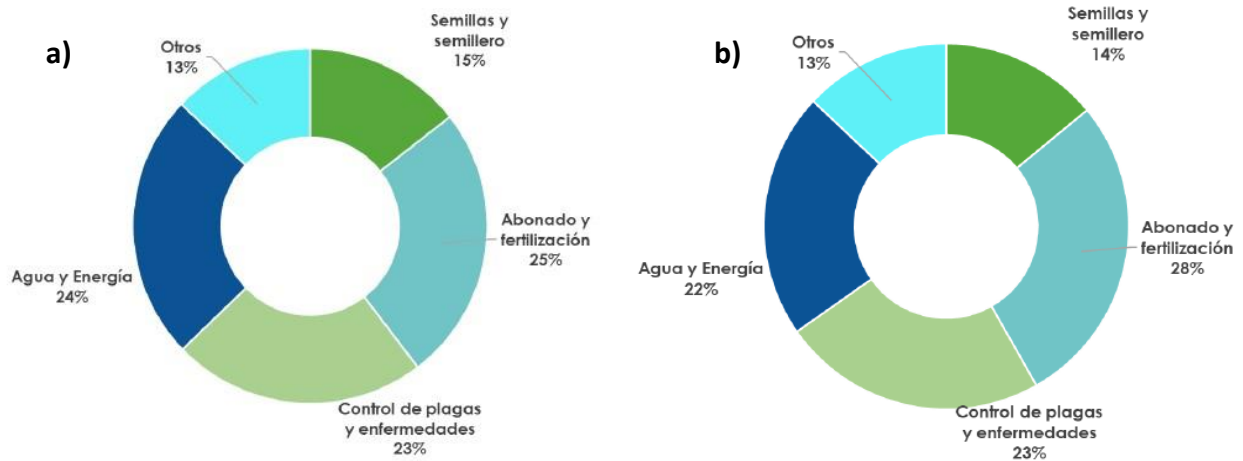 a)
Otros
13%
Semillas y
semillero
15%
Abonado y
fertilización
25%
Control de plagas
y enfermedades
23%
Agua y Energía
24%
b)
Otros
13%
Semillas y
semillero
14%
Abonado y
fertilización
28%
Control de plagas
y enfermedades
23%
Agua y Energía
22%